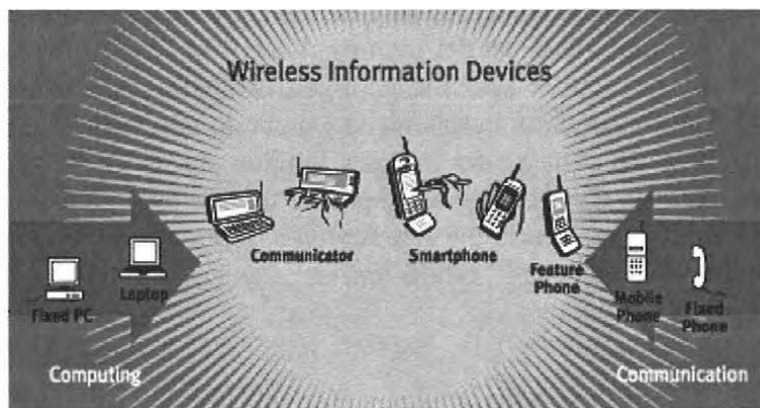 Wireless Information Devices
Communicator
Smartphone
Feature
Phone
Laptop
Fixed PC
Mobile
Phone
Fixed
Phone
Computing
Communication